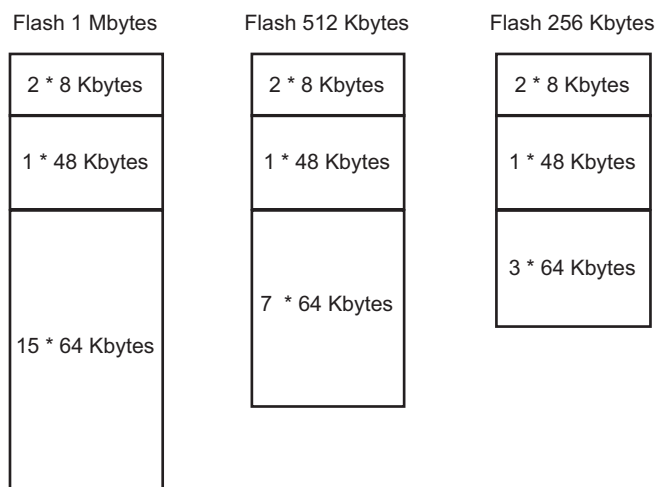 Flash 1 Mbytes
2 * 8 Kbytes
1 * 48 Kbytes
15 * 64 Kbytes
Flash 512 Kbytes
2 * 8 Kbytes
1 * 48 Kbytes
7 * 64 Kbytes
Flash 256 Kbytes
2 * 8 Kbytes
1 * 48 Kbytes
3 * 64 Kbytes